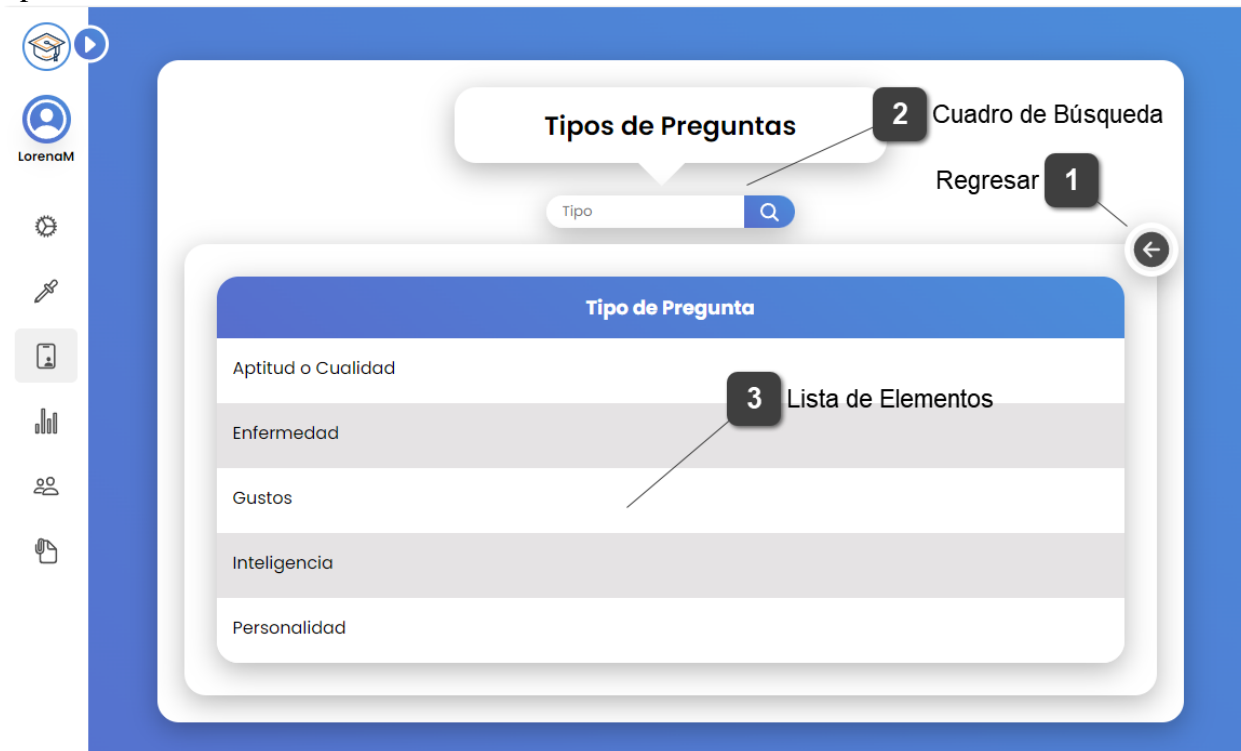 Tipos de Preguntas
2 Cuadro de Búsqueda
LorenaM
Regresar 1
Tipo
Tipo de Pregunta
Aptitud o Cualidad
3 Lista de Elementos
Enfermedad
Gustos
Inteligencia
Personalidad